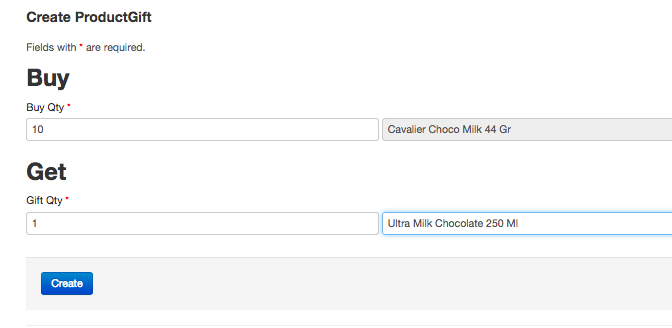 Create ProductGift
Fields with * are required.
Buy
Buy Qty *
10 Cavalier Choco Milk 44 Gr
Get
Gift Qty *
1 Ultra Milk Chocolate 250 Ml
Create